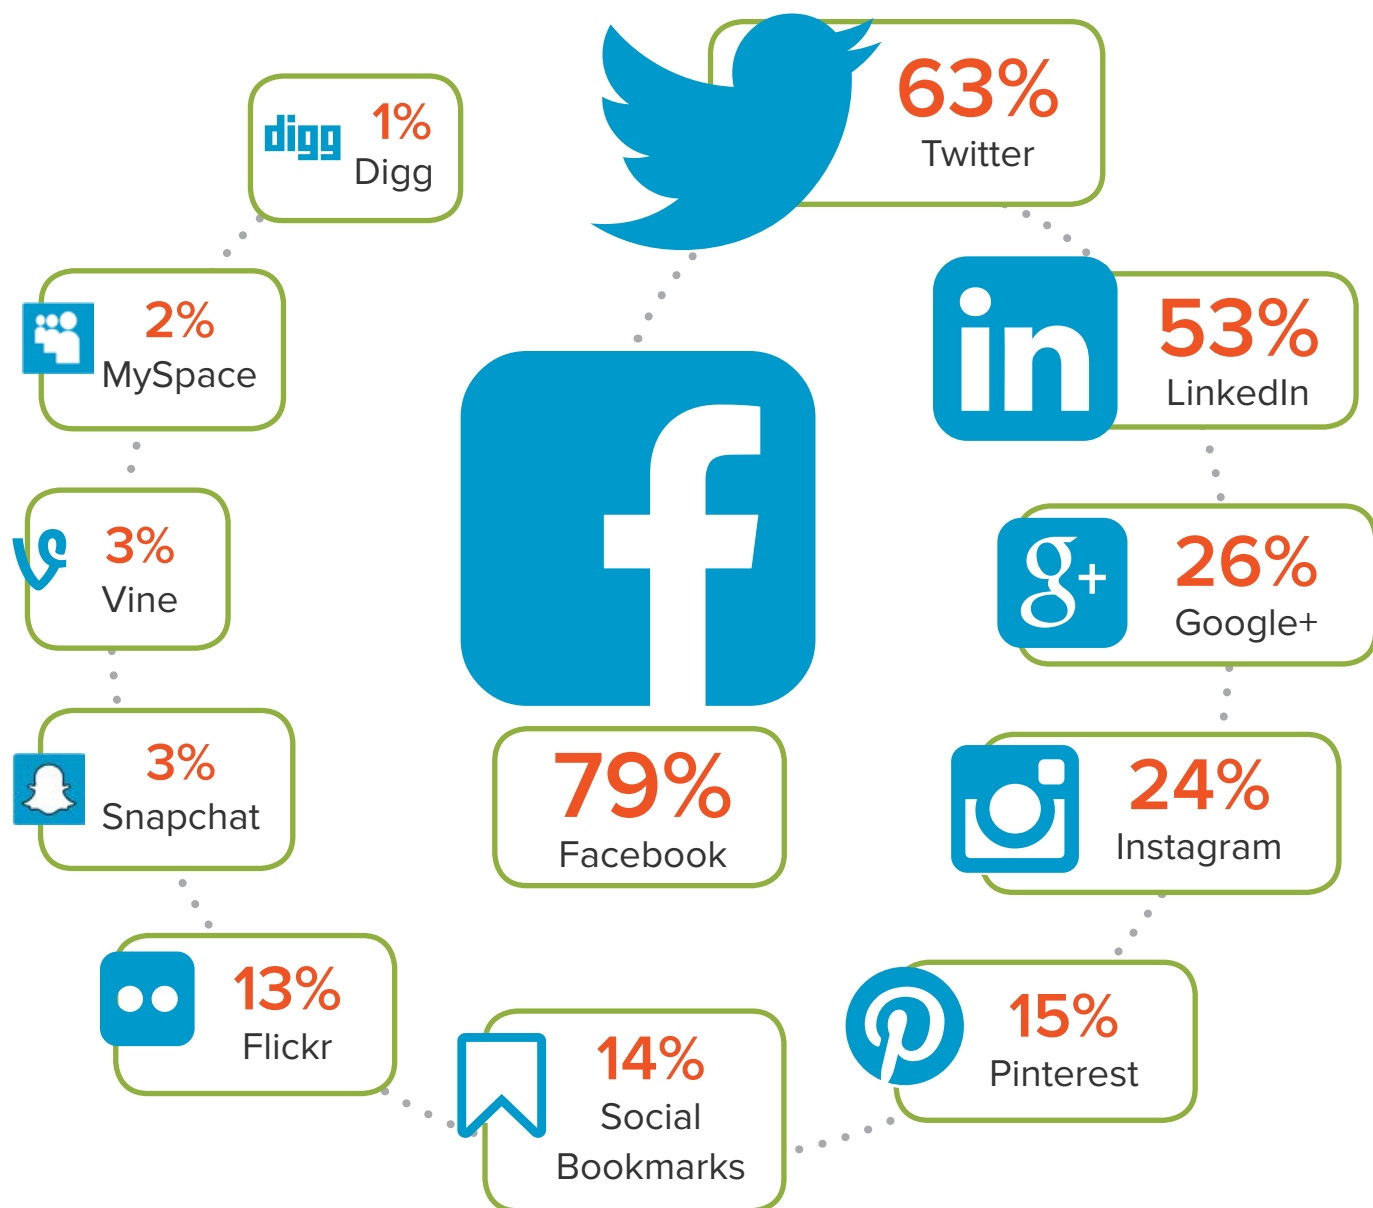 63%
Twitter
digg
1%
Digg
in
53%
LinkedIn
2%
MySpace
f
79%
Facebook
g+
26%
Google+
3%
Vine
3%
Snapchat
24%
Instagram
13%
Flickr
14%
Social
Bookmarks
15%
Pinterest